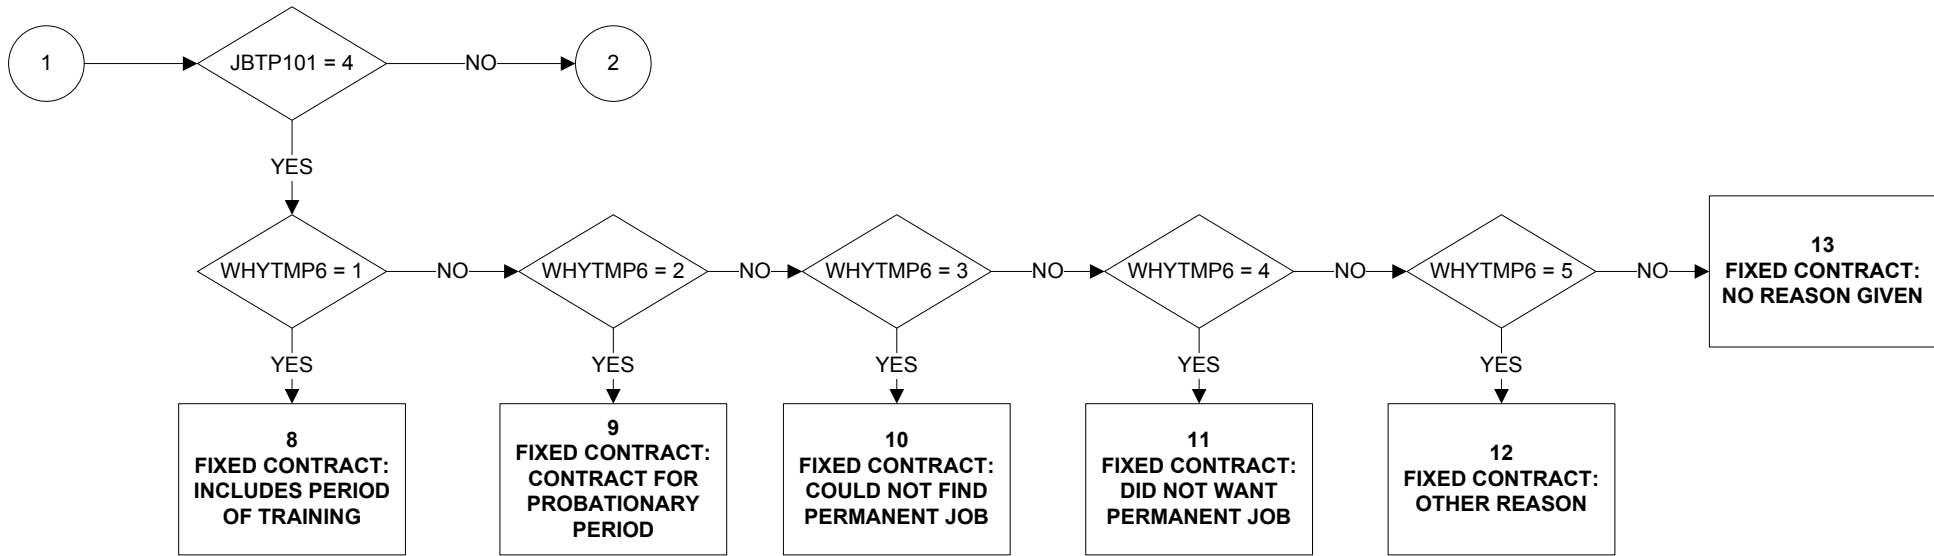 1
JBTP101 = 4
NO
2
YES
WHYTMP6 = 1
NO
WHYTMP6 = 2
NO
WHYTMP6 = 3
NO
WHYTMP6 = 4
NO
WHYTMP6 = 5
NO
13
FIXED CONTRACT:
NO REASON GIVEN
YES
YES
YES
YES
YES
8
FIXED CONTRACT:
INCLUDES PERIOD
OF TRAINING
9
FIXED CONTRACT:
CONTRACT FOR
PROBATIONARY
PERIOD
10
FIXED CONTRACT:
COULD NOT FIND
PERMANENT JOB
11
FIXED CONTRACT:
DID NOT WANT
PERMANENT JOB
12
FIXED CONTRACT:
OTHER REASON